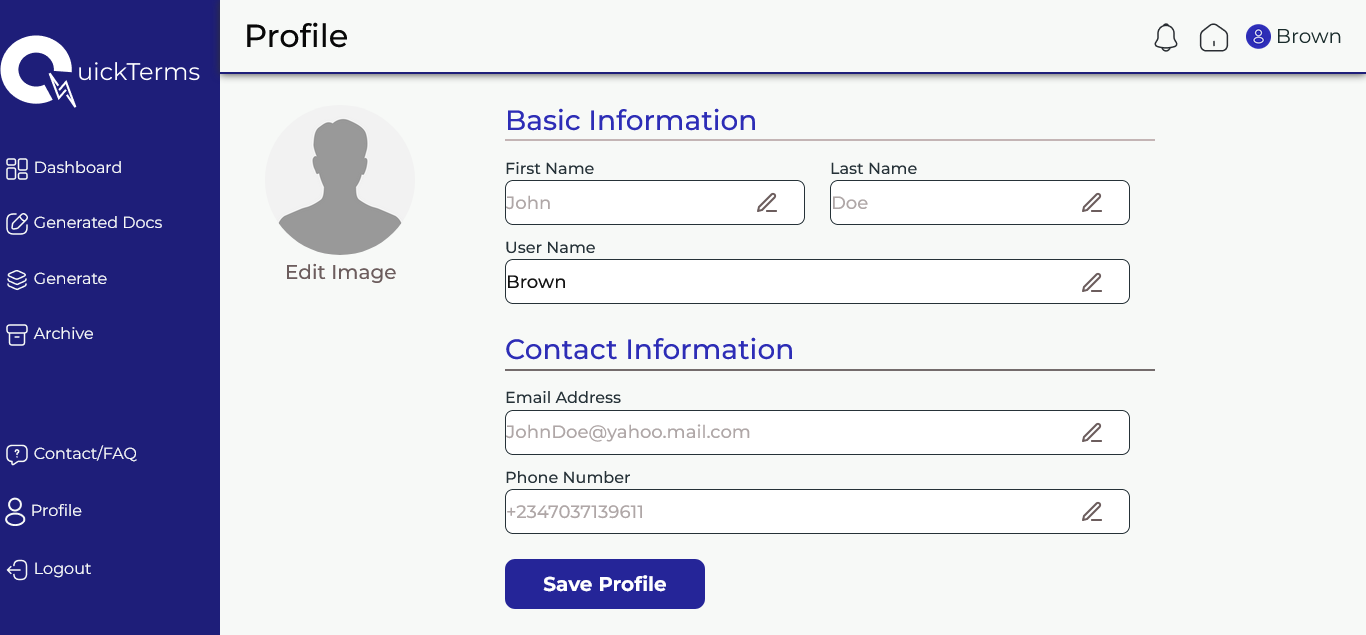 QuickTerms
Dashboard
Generated Docs
Generate
Archive
Contact/FAQ
Profile
Logout
Profile
Brown
Edit Image
Basic Information
First Name
Last Name
John
Doe
User Name
Brown
Contact Information
Email Address
JohnDoe@yahoo.mail.com
Phone Number
+2347037139611
Save Profile